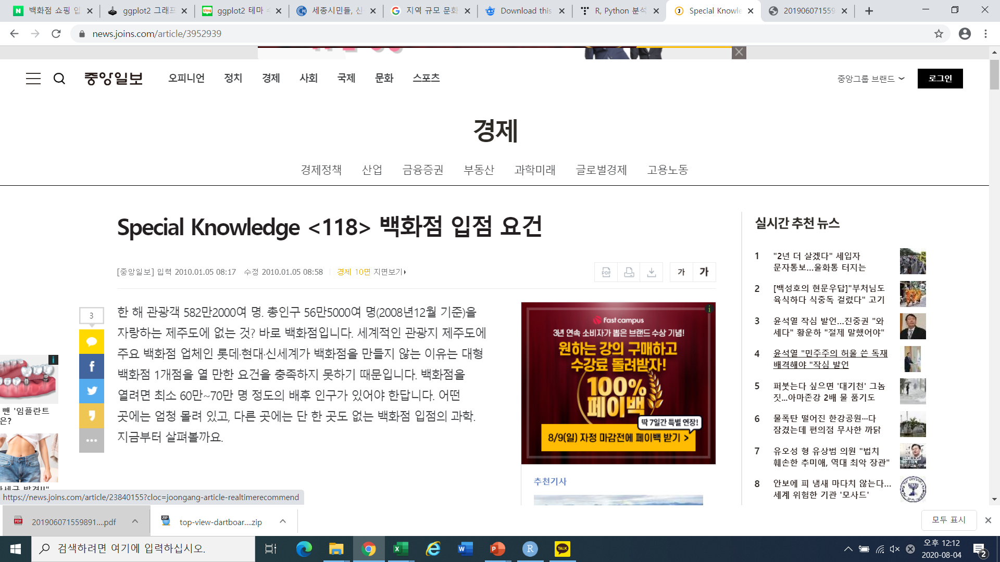 백화점 쇼핑 입
ggplot2 그래프
ggplot2 테마
세종시민들, 신
지역 규모 문화
Download this
R, Python 분석
Special Knowle
201906071559
news.joins.com/article/3952939
중앙일보
오피니언 정치 경제 사회 국제 문화 스포츠
중앙그룹 브랜드
로그인
경제
경제정책 산업 금융증권 부동산 과학미래 글로벌경제 고용노동
Special Knowledge <118> 백화점 입점 요건
[중앙일보] 입력 2010.01.05 08:17 수정 2010.01.05 08:58 경제 10면 지면보기
PDF
가 가
3
한 해 관광객 582만2000여 명. 총인구 56만5000여 명(2008년12월 기준)을
자랑하는 제주도에 없는 것? 바로 백화점입니다. 세계적인 관광지 제주도에
주요 백화점 업체인 롯데·현대·신세계가 백화점을 만들지 않는 이유는 대형
백화점 1개점을 열 만한 요건을 충족하지 못하기 때문입니다. 백화점을
열려면 최소 60만~70만 명 정도의 배후 인구가 있어야 한답니다. 어떤
곳에는 엄청 몰려 있고, 다른 곳에는 단 한 곳도 없는 백화점 입점의 과학.
지금부터 살펴볼까요.
뺀 '임플란트
은?
fast campus
3년 연속 소비자가 뽑은 브랜드 수상 기념!
원하는 강의 구매하고
수강료 돌려받자!
100%
페이백
딱 7일간 특별 연장!
8/9(일) 자정 마감전에 페이백 받기 >
추천기사
실시간 추천 뉴스
1 "2년 더 살겠다" 세입자
문자통보...울화통 터지는
2 [백성호의 현문우답]"부처님도
육식하다 식중독 걸렸다" 고기
3 윤석열 작심 발언...진중권 "와
세다" 황운하 "절제 말했어야"
4 윤석열 "민주주의 허울 쓴 독재
배격해야 "작심 발언
5 퍼붓는다 싶으면 '대기천' 그놈
짓...아마존강 2배 물 품기도
6 물폭탄 떨어진 한강공원…다
잠겼는데 편의점 무사한 까닭
7 유오성 형 유상범 의원 "법치
훼손한 추미애, 역대 최악 장관"
8 안보에 피 냄새 마다치 않는다...
세계 위험한 기관 '모사드'
https://news.joins.com/article/23840155?cloc=joongang-article-realtimerecommend
201906071559891....pdf
top-view-dartboar....zip
모두 표시
검색하려면 여기에 입력하십시오.
TALK
오후 12:12
2020-08-04
2